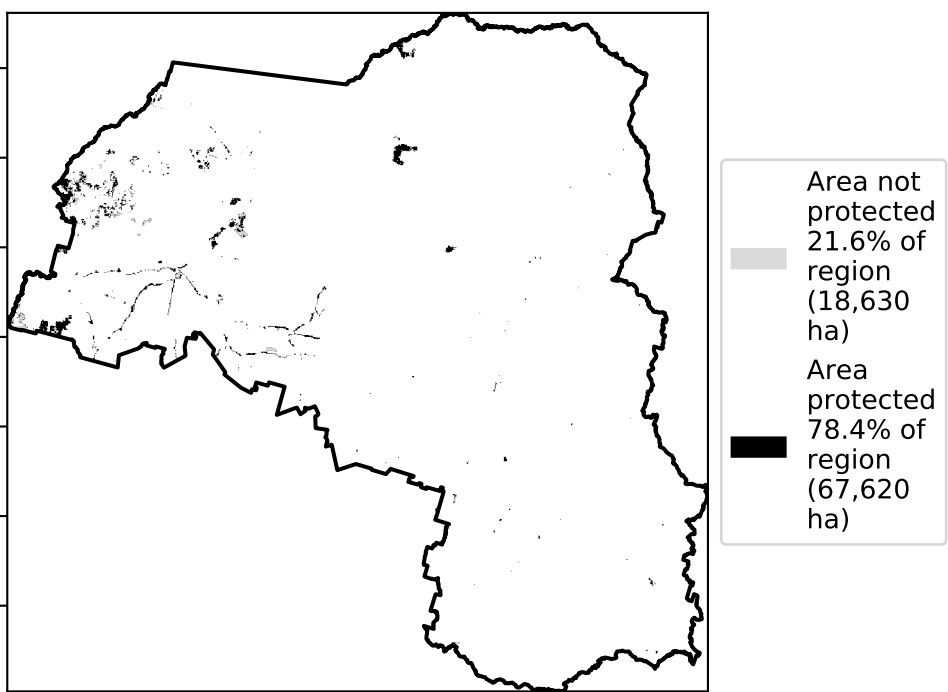 Area not
protected
21.6% of
region
(18,630
ha)
Area
protected
78.4% of
region
(67,620
ha)